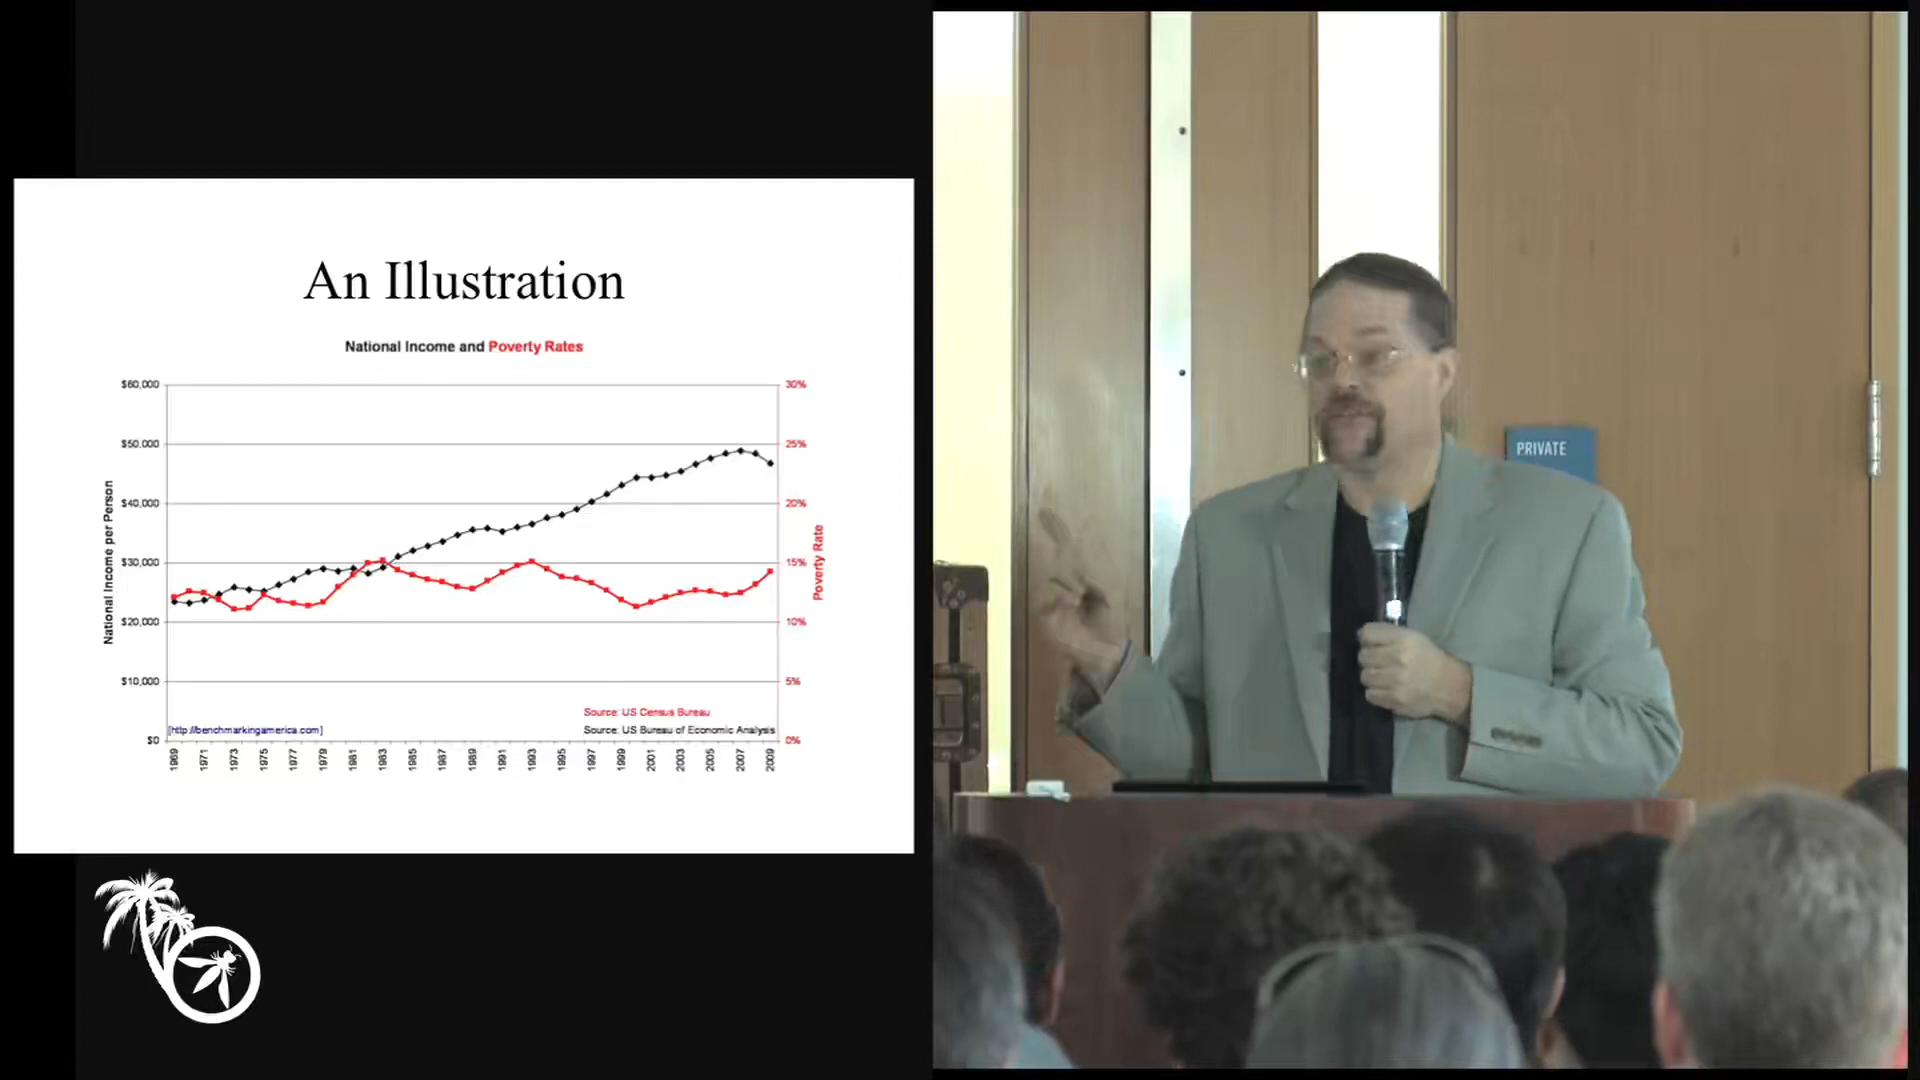 An Illustration
National Income and Poverty Rates
$60,000
$50,000
$40,000
$30,000
$20,000
$10,000
$0
National Income per Person
30%
25%
20%
15%
10%
5%
0%
Poverty Rate
Source: US Census Bureau
[http://benchmarkingamerica.com]
Source: US Bureau of Economic Analysis
1969 1971 1973 1975 1977 1979 1981 1983 1985 1987 1989 1991 1993 1995 1997 1999 2001 2003 2005 2007 2009
PRIVATE